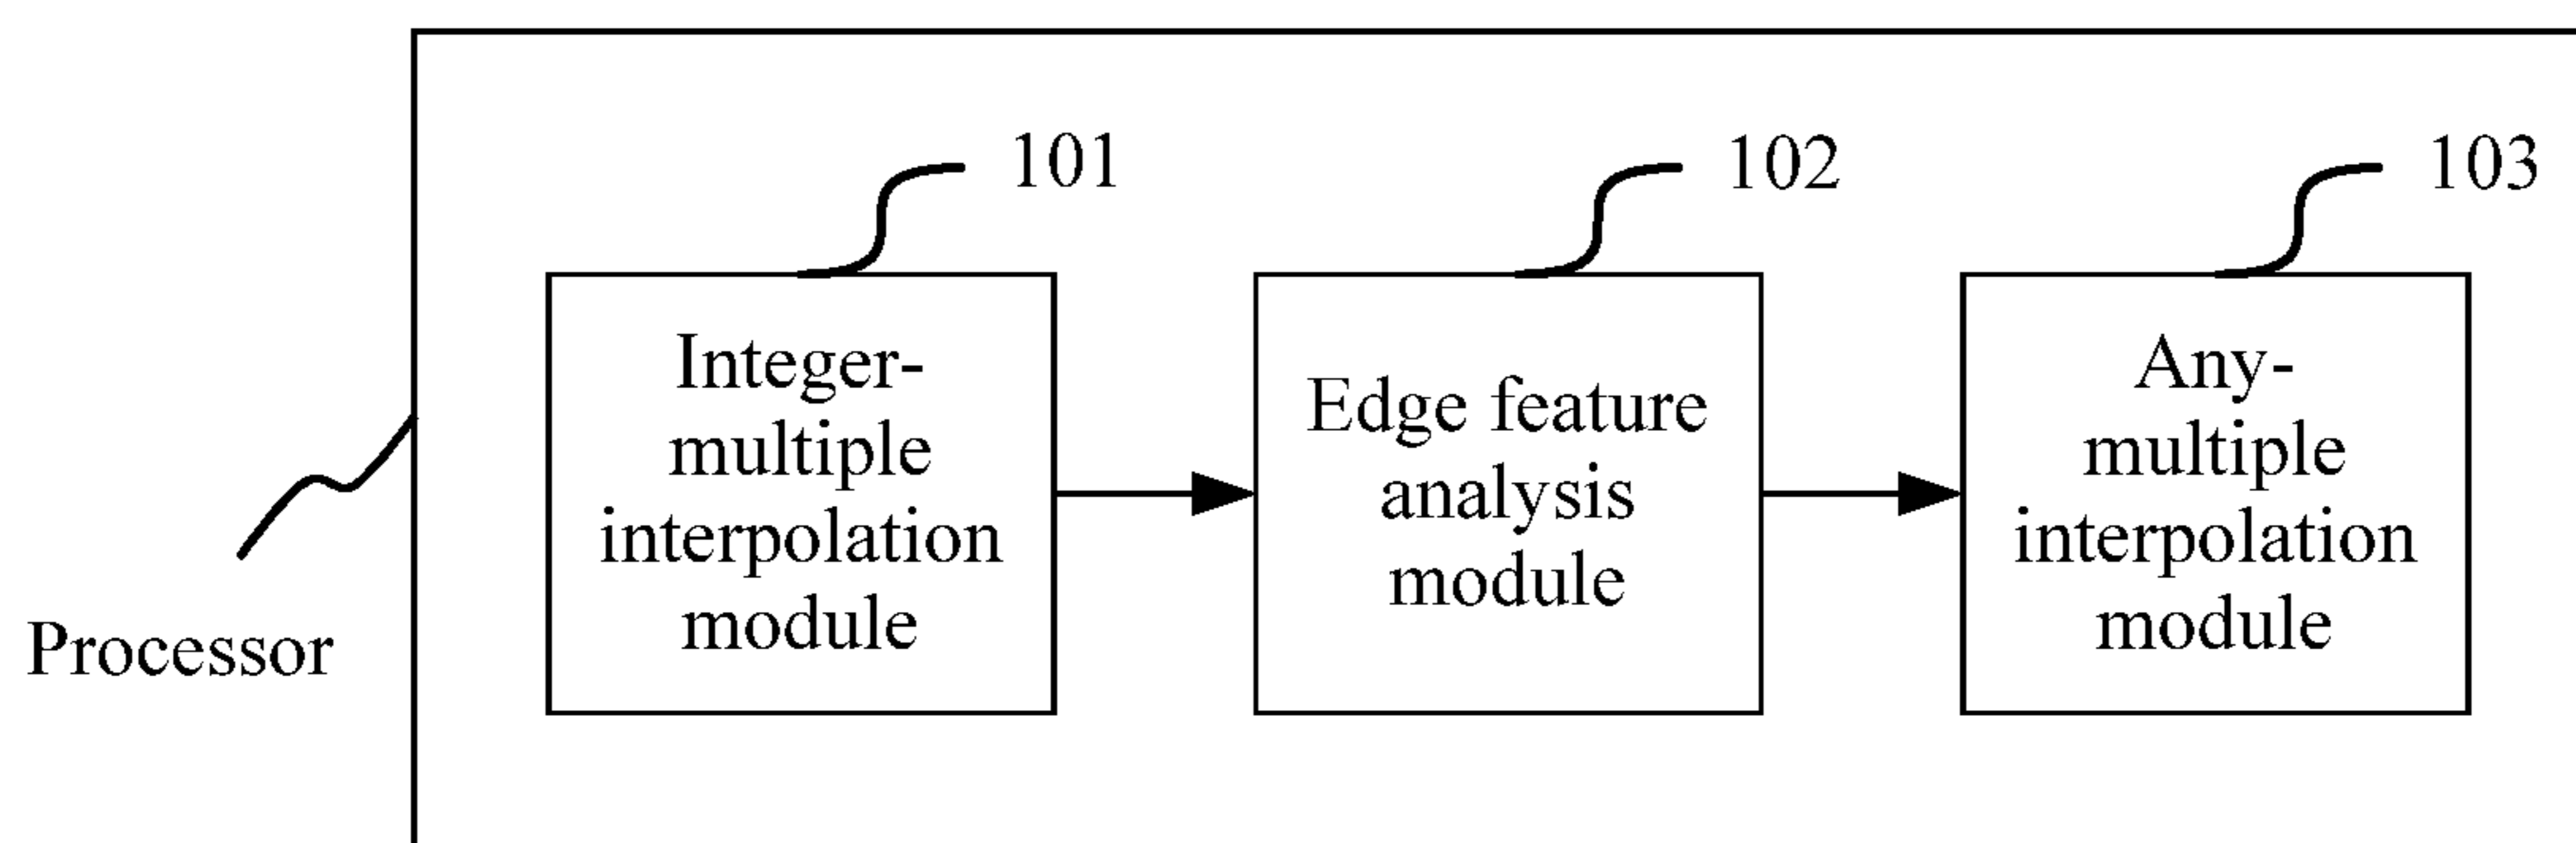 101
102
103
Integer-
multiple
interpolation
module
Edge feature
analysis
module
Any-
multiple
interpolation
module
Processor